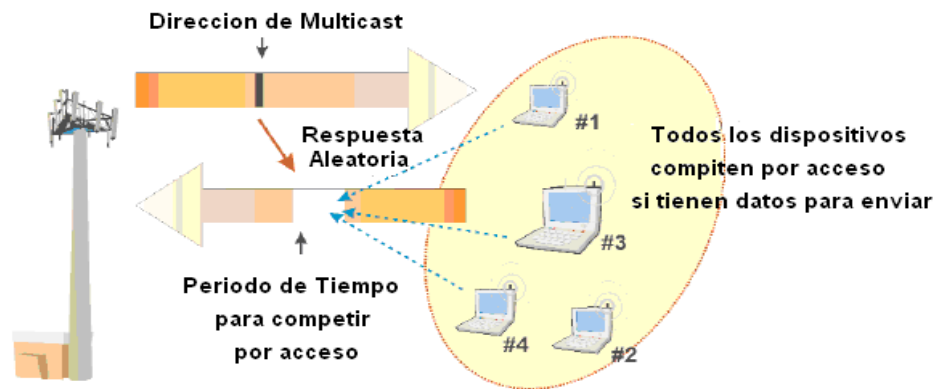 Direccion de Multicast
Respuesta
Aleatoria
#1
Todos los dispositivos
compiten por acceso
si tienen datos para enviar
#3
Periodo de Tiempo
para competir
por acceso
#4
#2